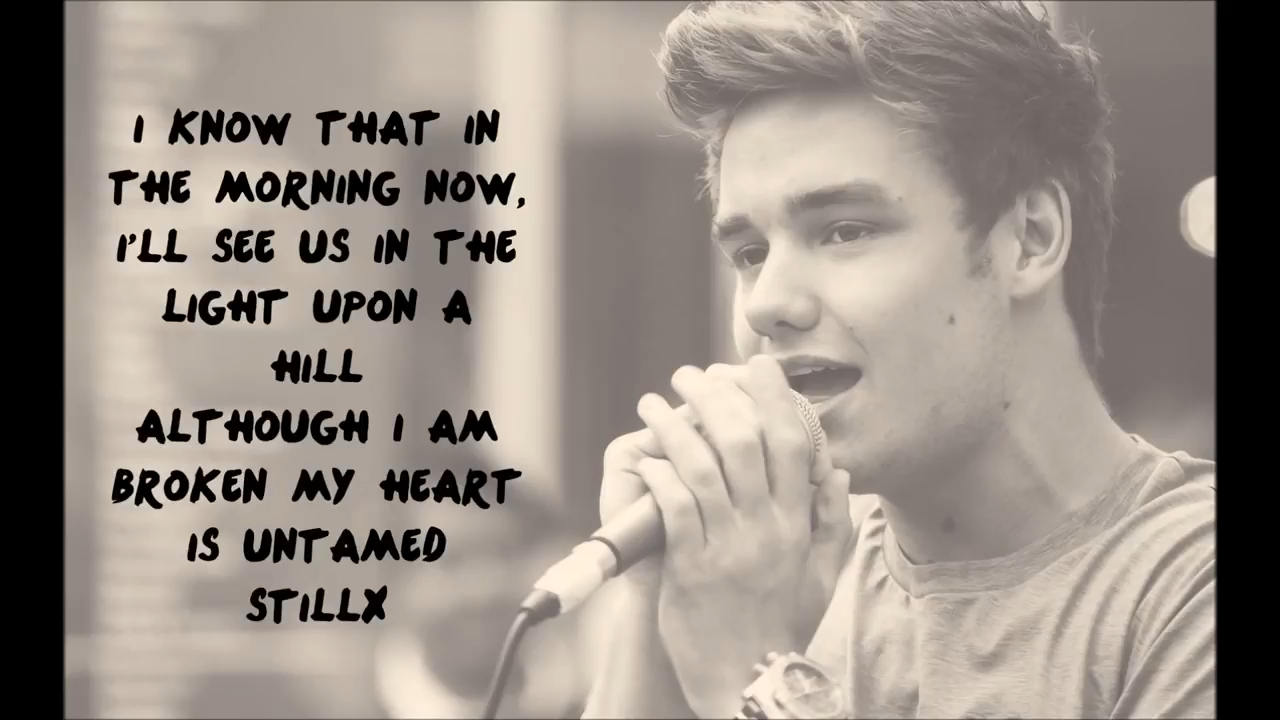 I KNOW THAT IN
THE MORNING NOW,
I'LL SEE US IN THE
LIGHT UPON A
HILL
ALTHOUGH I AM
BROKEN MY HEART
IS UNTAMED
STILLX